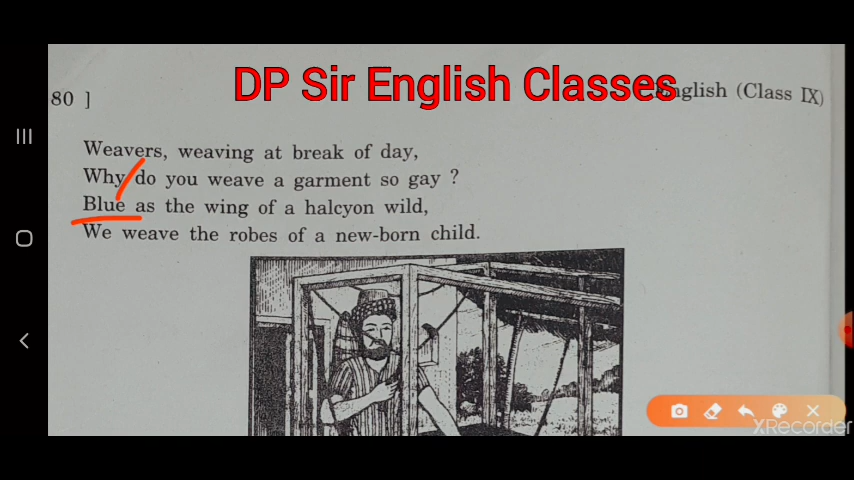 DP Sir English Classes
80 ]
English (Class IX)
Weavers, weaving at break of day,
Why do you weave a garment so gay ?
Blue as the wing of a halcyon wild,
We weave the robes of a new-born child.
XRecorder